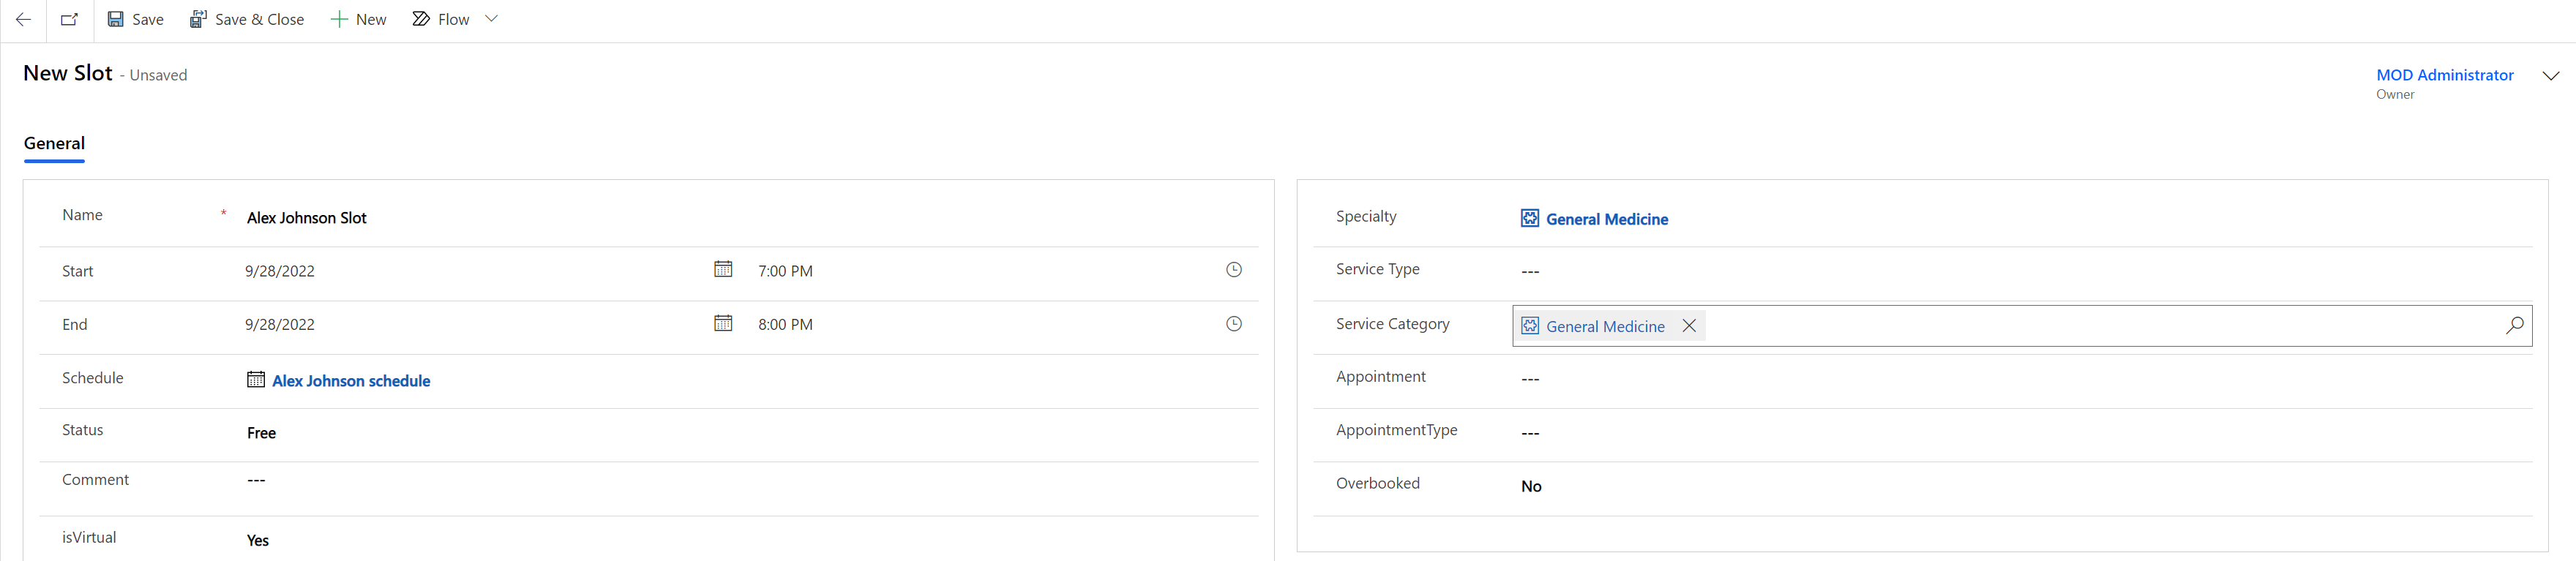 Save Save & Close New Flow
New Slot - Unsaved
MOD Administrator
Owner
General
Name * Alex Johnson Slot
Start 9/28/2022 7:00 PM
End 9/28/2022 8:00 PM
Schedule Alex Johnson schedule
Status Free
Comment ---
isVirtual Yes
Specialty General Medicine
Service Type ---
Service Category General Medicine
Appointment ---
AppointmentType ---
Overbooked No